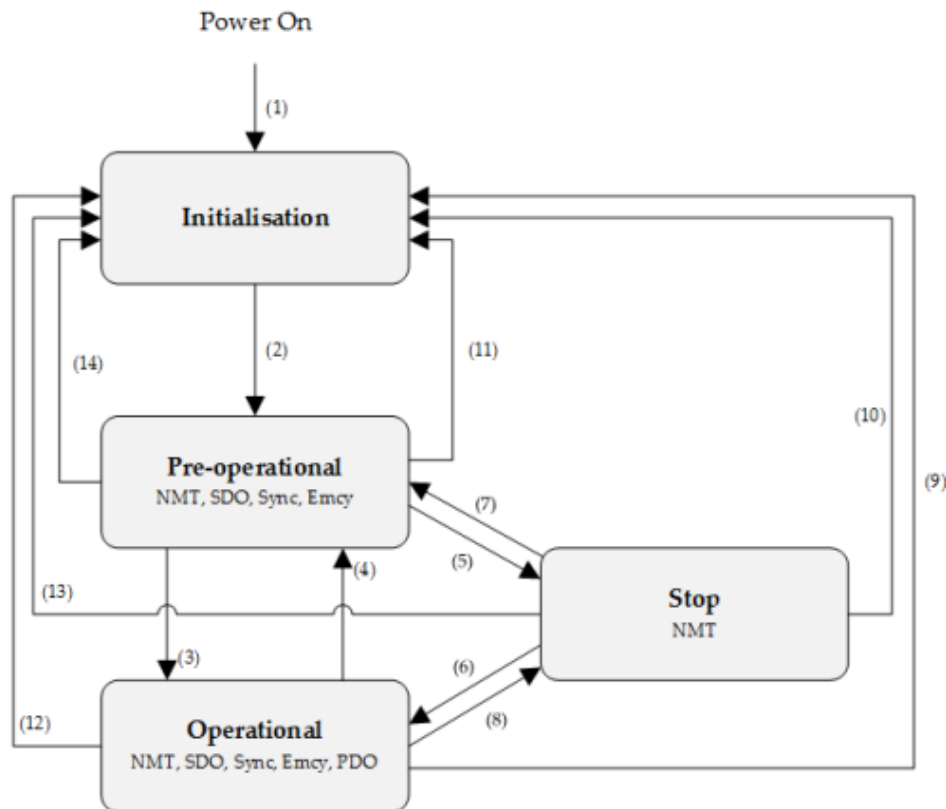 Power On
(1)
Initialisation
(2)
(11)
(14)
(10)
Pre-operational
NMT, SDO, Sync, Emcy
(9)
(7)
(5)
(4)
(13)
Stop
NMT
(3)
(6)
(8)
(12)
Operational
NMT, SDO, Sync, Emcy, PDO